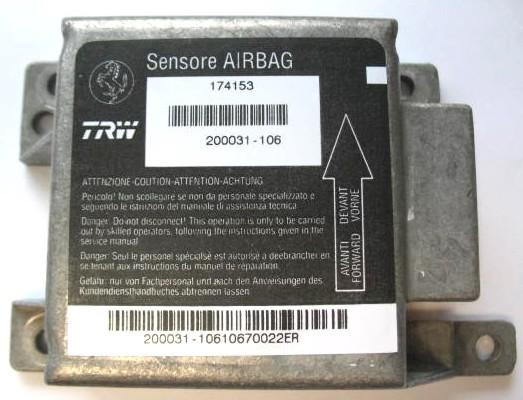 Sensore AIRBAG
174153
200031-106
TRW
ATTENZIONE-COUTION-ATTENTION-ACHTUNG
Pericolo! Non scollegare se non da personale specializzato e
seguendo le istruzioni del manuale di assistenza tecnica
Danger: Do not disconnect! This operation is only to be carried
out by skilled operators, following the instructions given in the
service manual
Danger: Seul le personel spécialsé est autorisé a deebrancher en
se tenant aux instructions du manuel de réparation.
Gefahr: nur von Fachpersonal und nach den Anweisungen des
Kundendiensthandbuches abtrennen lassen
AVANTI DEVANT
FORWARD VORNE
200031-10610670022ER